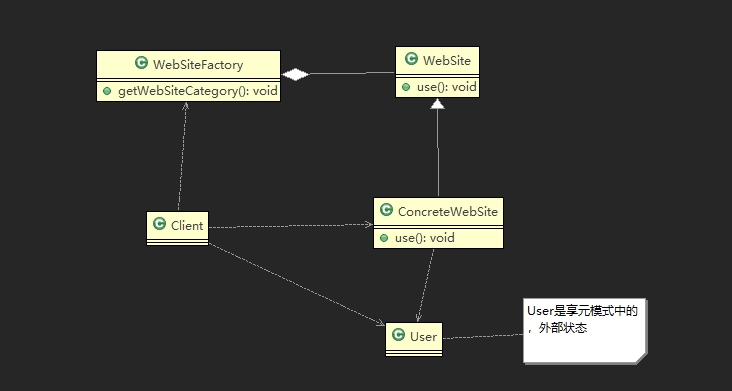 WebSiteFactory
getWebSiteCategory(): void
WebSite
use(): void
Client
ConcreteWebSite
use(): void
User
User是享元模式中的
，外部状态